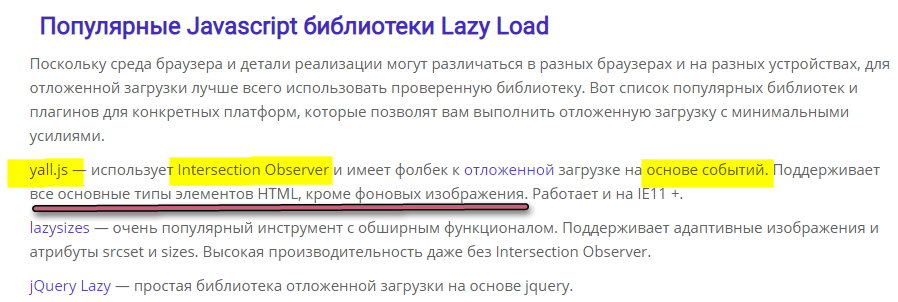 Популярные Javascript библиотеки Lazy Load
Поскольку среда браузера и детали реализации могут различаться в разных браузерах и на разных устройствах, для
отложенной загрузки лучше всего использовать проверенную библиотеку. Вот список популярных библиотек и
плагинов для конкретных платформ, которые позволят вам выполнить отложенную загрузку с минимальными
усилиями.
yall.js — использует Intersection Observer и имеет фолбек к отложенной загрузке на основе событий. Поддерживает
все основные типы элементов HTML, кроме фоновых изображения. Работает и на IE11 +.
lazysizes — очень популярный инструмент с обширным функционалом. Поддерживает адаптивные изображения и
атрибуты srcset и sizes. Высокая производительность даже без Intersection Observer.
jQuery Lazy — простая библиотека отложенной загрузки на основе jquery.